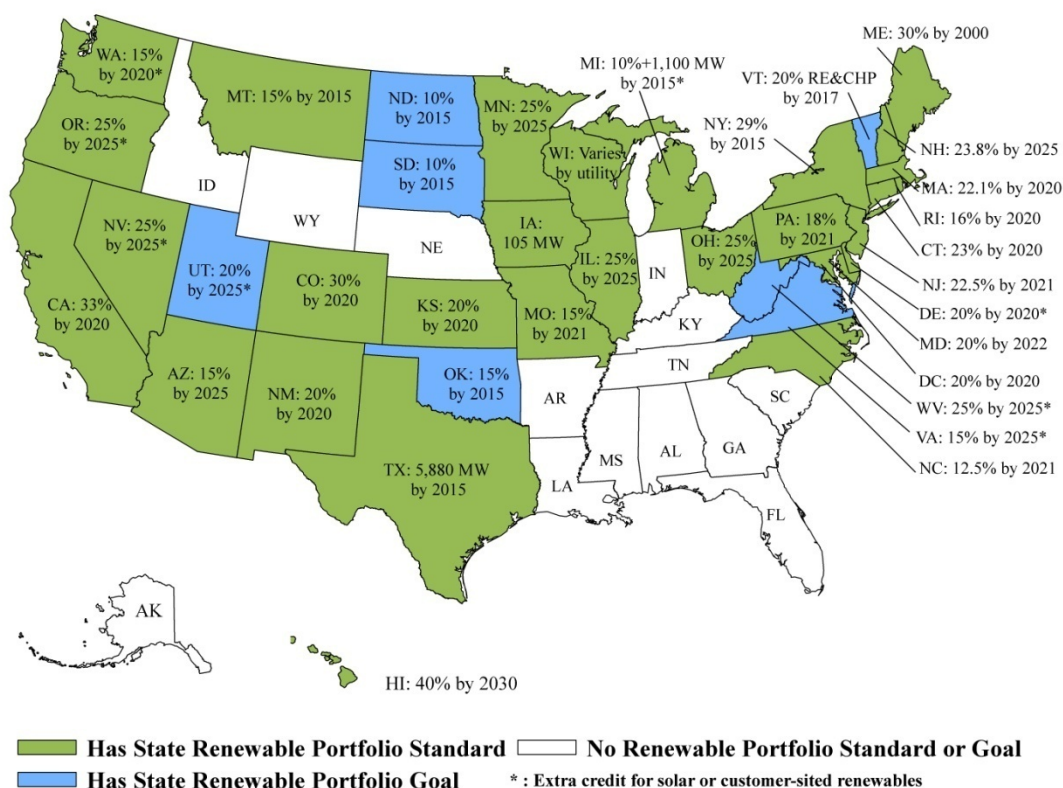 ME: 30% by 2000
WA: 15%
by 2020*
MI: 10%+1,100 MW
by 2015*
VT: 20% RE&CHP
by 2017
MT: 15% by 2015
ND: 10%
by 2015
MN: 25%
by 2025
NY: 29%
by 2015
OR: 25%
by 2025*
NH: 23.8% by 2025
WI: Varies
by utility
SD: 10%
by 2015
ID
MA: 22.1% by 2020
WY
RI: 16% by 2020
NV: 25%
by 2025*
NE
IA:
105 MW
PA: 18%
by 2021
CT: 23% by 2020
UT: 20%
by 2025*
CO: 30%
by 2020
IL: 25%
by 2025
IN
OH: 25%
by 2025
NJ: 22.5% by 2021
CA: 33%
by 2020
KS: 20%
by 2020
MO: 15%
by 2021
DE: 20% by 2020*
KY
MD: 20% by 2022
AZ: 15%
by 2025
NM: 20%
by 2020
OK: 15%
by 2015
TN
DC: 20% by 2020
AR
SC
WV: 25% by 2025*
VA: 15% by 2025*
MS
AL
GA
NC: 12.5% by 2021
TX: 5,880 MW
by 2015
LA
FL
AK
HI: 40% by 2030
Has State Renewable Portfolio Standard
No Renewable Portfolio Standard or Goal
Has State Renewable Portfolio Goal
* : Extra credit for solar or customer-sited renewables